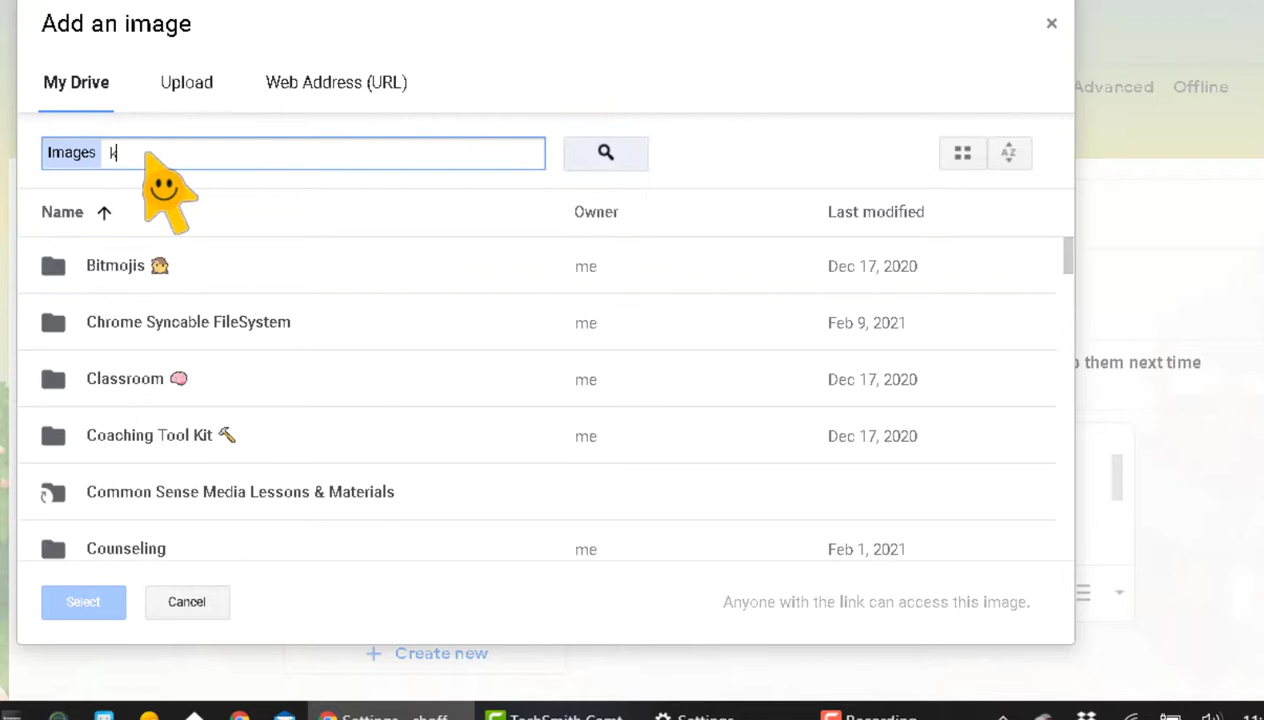 Add an image
My Drive Upload Web Address (URL)
Advanced Offline
Images k
Name Owner Last modified
Bitmojis me Dec 17, 2020
Chrome Syncable FileSystem me Feb 9, 2021
Classroom me Dec 17, 2020
them next time
Coaching Tool Kit me Dec 17, 2020
Common Sense Media Lessons & Materials
Counseling me Feb 1, 2021
Select Cancel Anyone with the link can access this image.
+ Create new